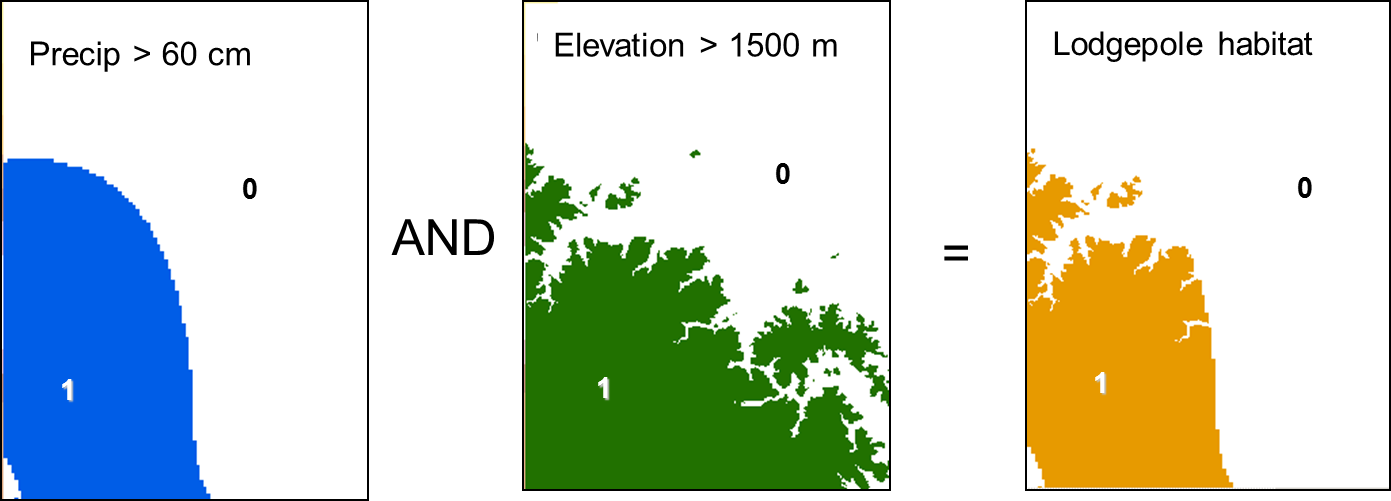 Precip > 60 cm
0
1
AND
Elevation > 1500 m
0
1
=
Lodgepole habitat
0
1